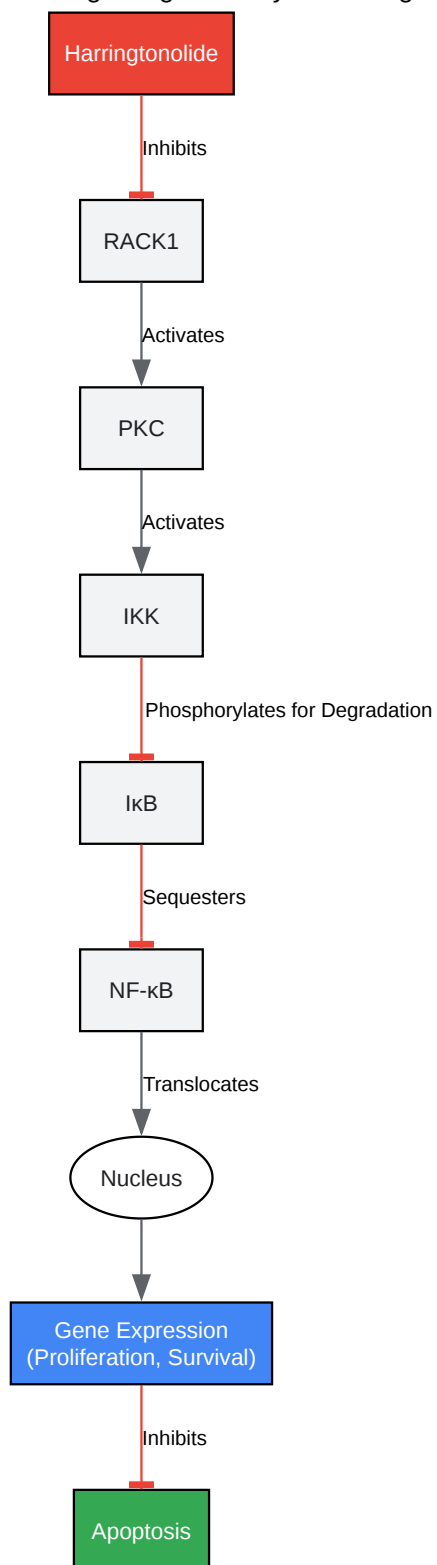 Harringtonolide
Inhibits
RACK1
Activates
PKC
Activates
IKK
Phosphorylates for Degradation
IκB
Sequesters
NF-κB
Translocates
Nucleus
Gene Expression
(Proliferation, Survival)
Inhibits
Apoptosis